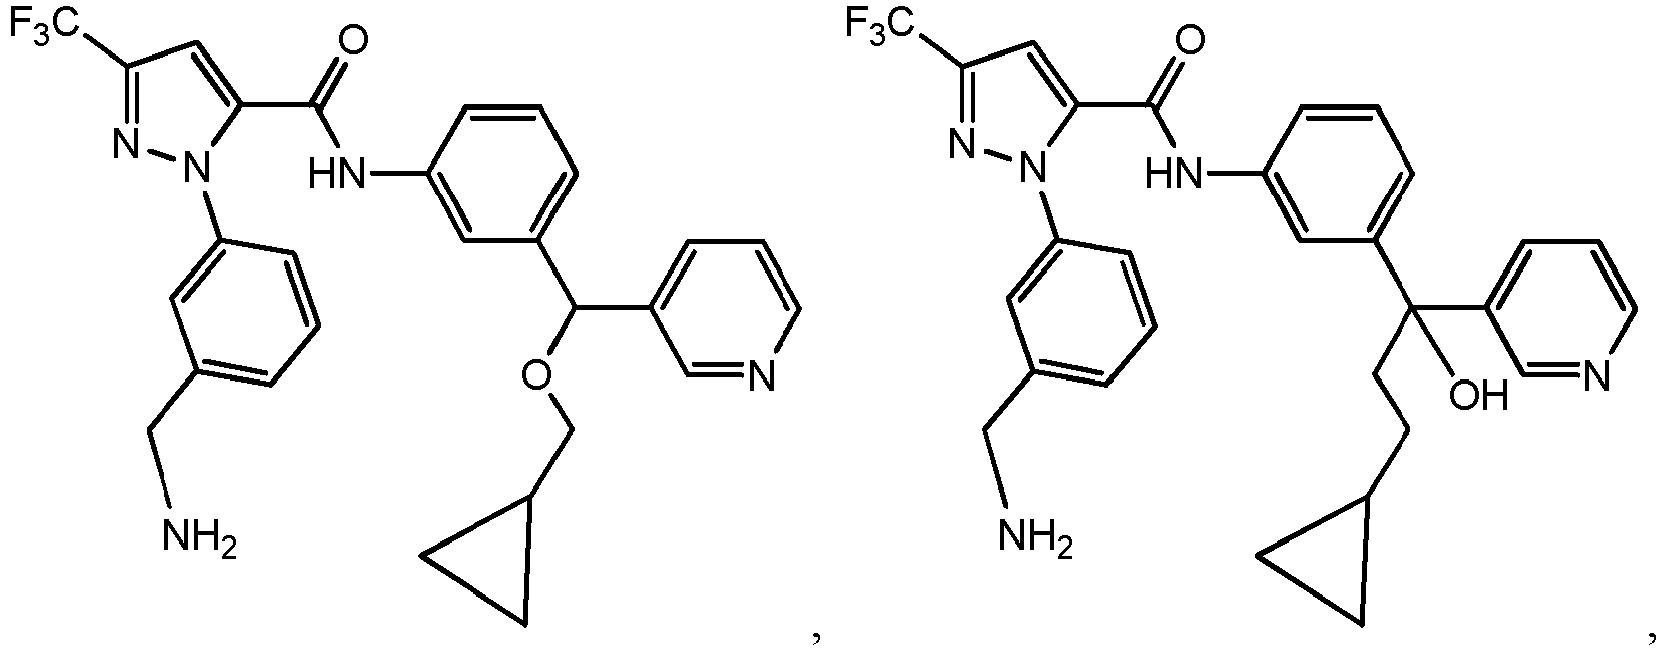 F3C O F3C O
N N HN N N HN
O N OH N
NH2 , NH2 ,